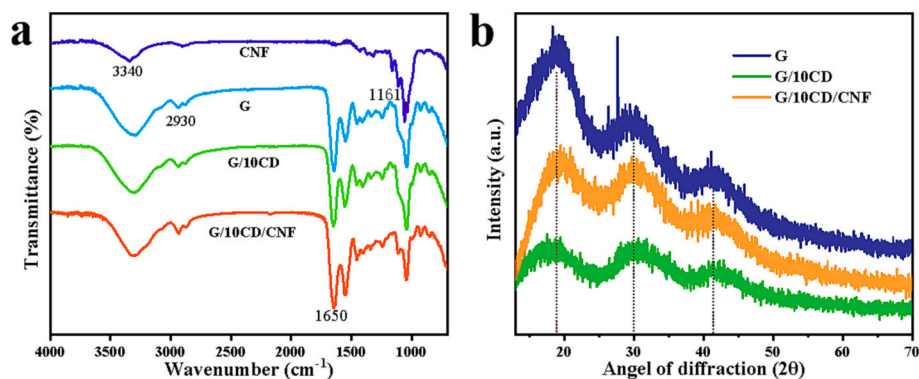 a
CNF
3340
G
2930
1161
G/10CD
G/10CD/CNF
1650
Transmittance (%)
4000 3500 3000 2500 2000 1500 1000
Wavenumber (cm⁻¹)
b
G
G/10CD
G/10CD/CNF
Intensity (a.u.)
20 30 40 50 60 70
Angel of diffraction (2θ)